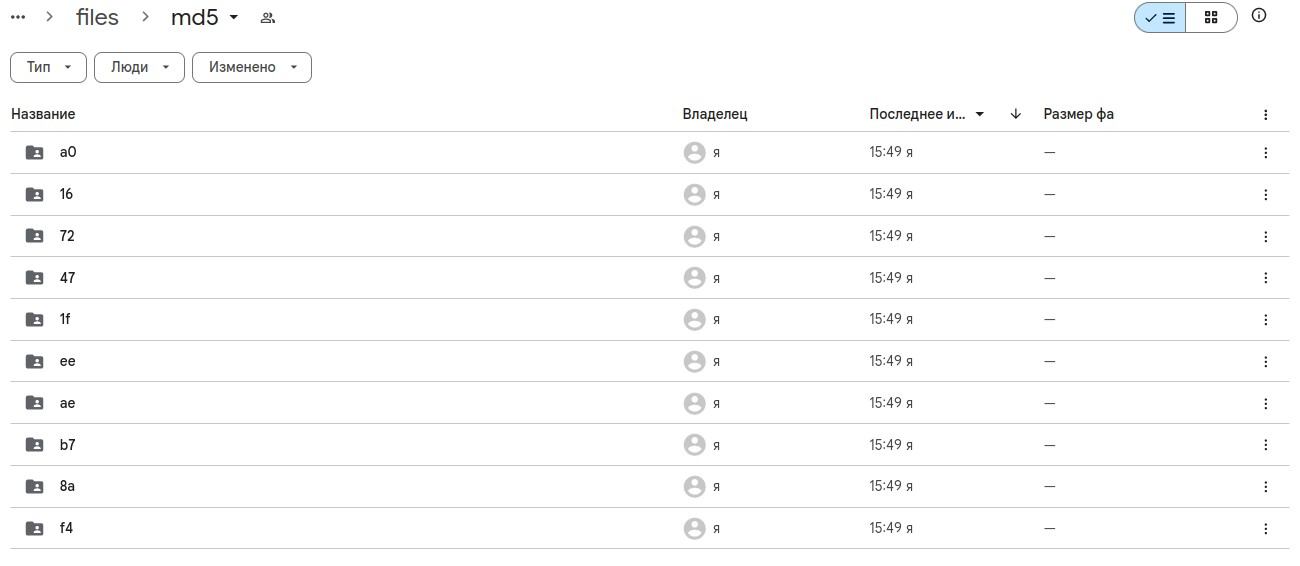 ••• > files > md5
Тип Люди Изменено
Название Владелец Последнее и... Размер фа
a0 я 15:49 я —
16 я 15:49 я —
72 я 15:49 я —
47 я 15:49 я —
1f я 15:49 я —
ee я 15:49 я —
ae я 15:49 я —
b7 я 15:49 я —
8a я 15:49 я —
f4 я 15:49 я —